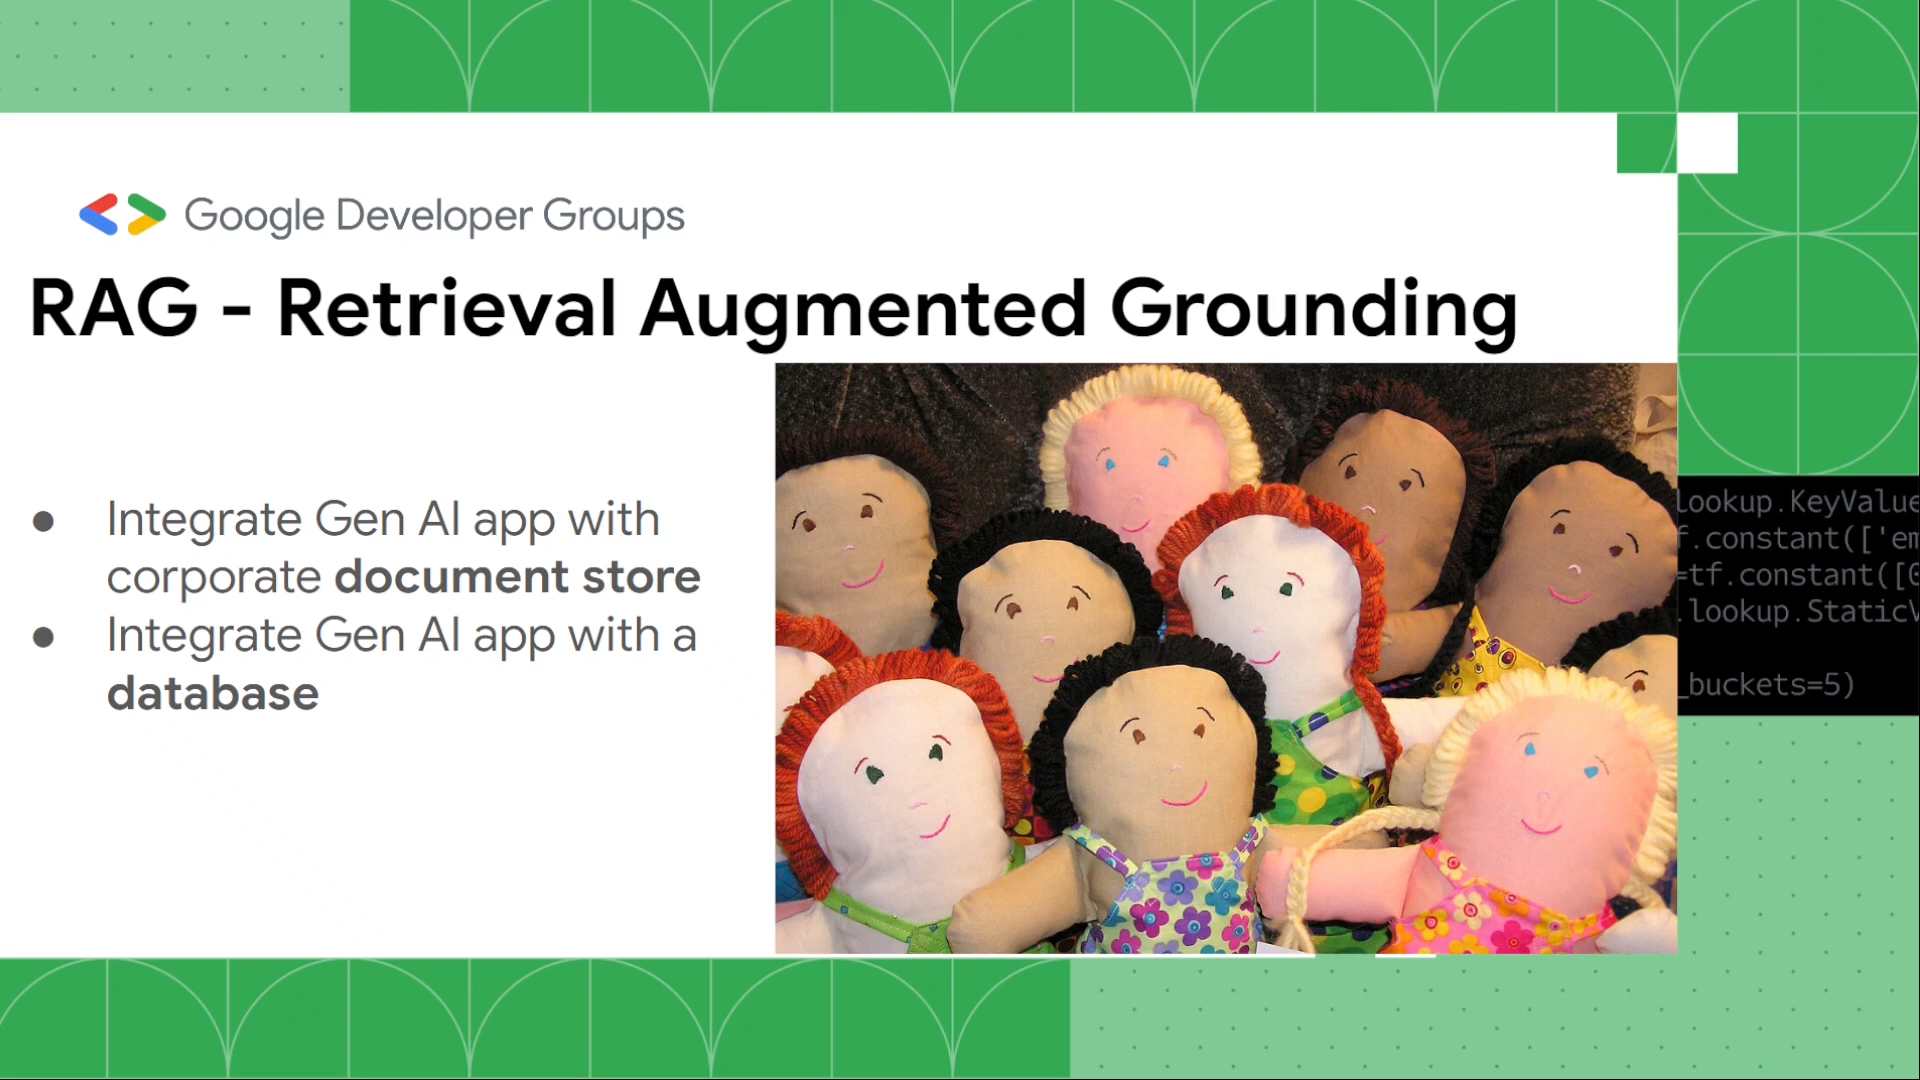 Google Developer Groups
RAG - Retrieval Augmented Grounding
● Integrate Gen AI app with
corporate document store
● Integrate Gen AI app with a
database
lookup.KeyValue
f.constant(['em
=tf.constant([0
.lookup.StaticV
_buckets=5)